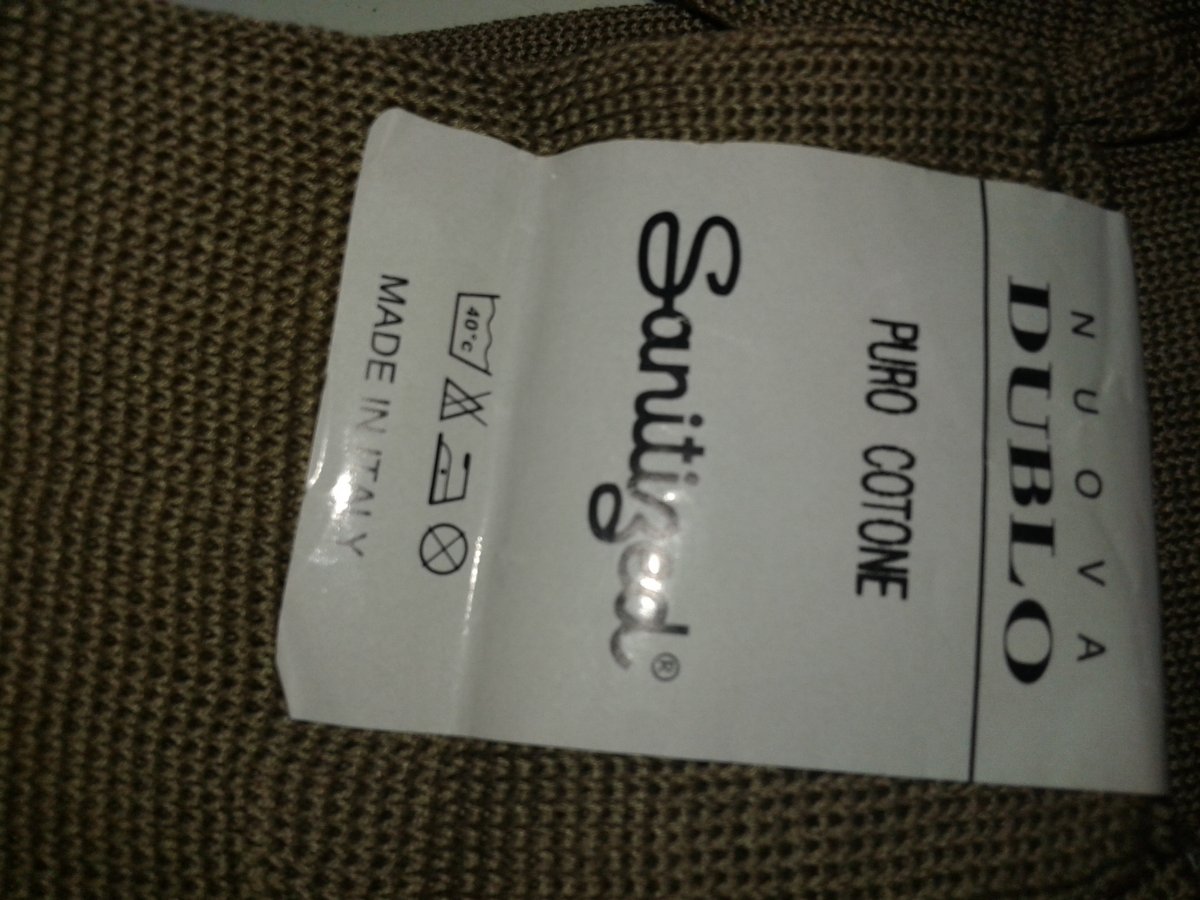 NUOVA
DUBLO
PURO COTONE
Sanitized®
40°c
MADE IN ITALY